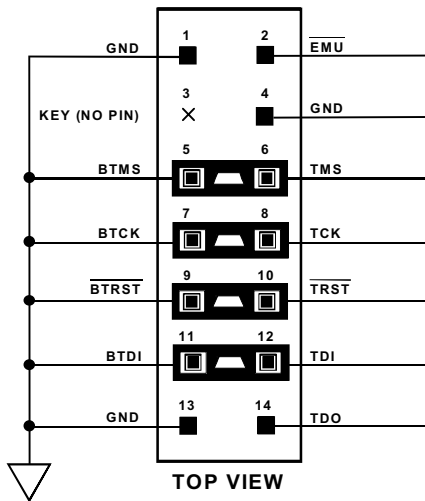 GND 1 2 EMU
KEY (NO PIN) 3 4 GND
BTMS 5 6 TMS
BTCK 7 8 TCK
BTRST 9 10 TRST
BTDI 11 12 TDI
GND 13 14 TDO
TOP VIEW